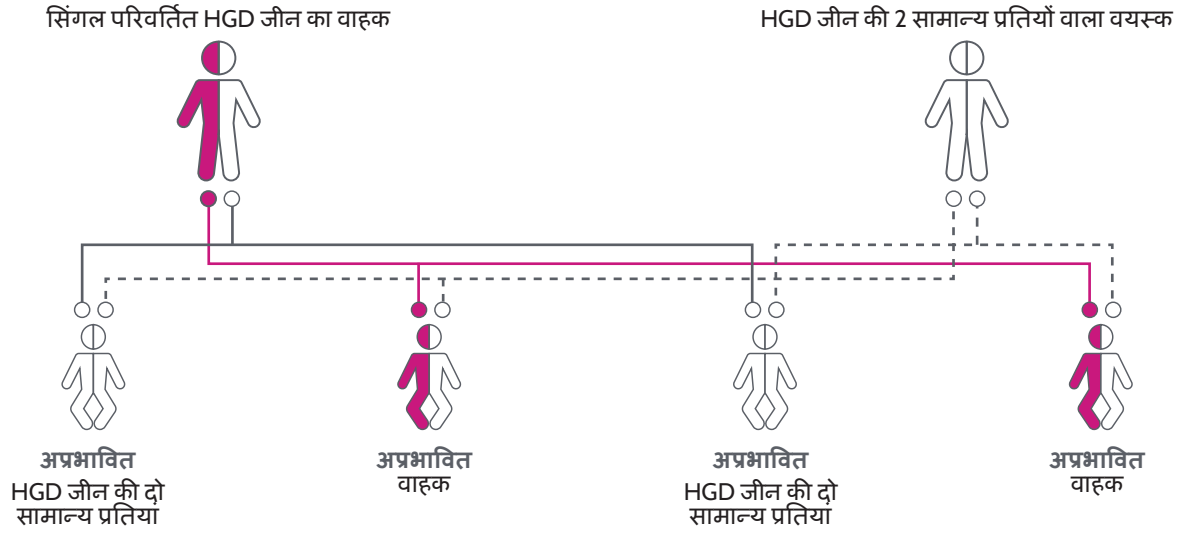 सिंगल परिवर्तित HGD जीन का वाहक
HGD जीन की 2 सामान्य प्रतियों वाला वयस्क
अप्रभावित
HGD जीन की दो
सामान्य प्रतियां
अप्रभावित
वाहक
अप्रभावित
HGD जीन की दो
सामान्य प्रतियां
अप्रभावित
वाहक